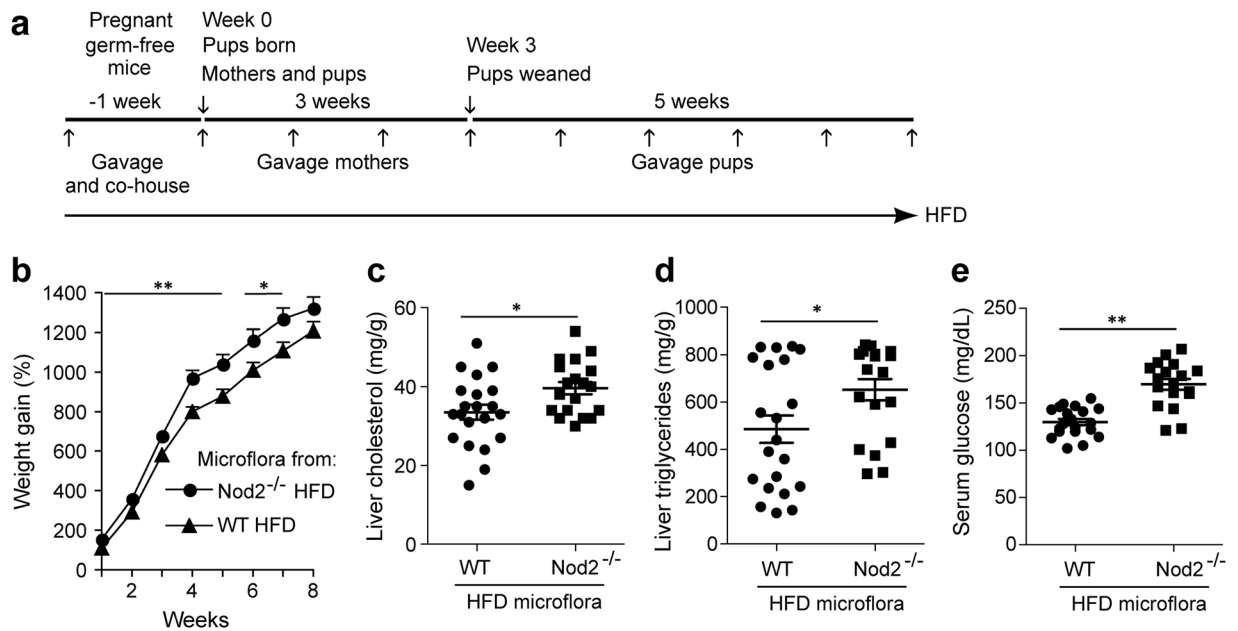 a
Pregnant
germ-free
mice
-1 week
Week 0
Pups born
Mothers and pups
3 weeks
Week 3
Pups weaned
5 weeks
Gavage
and co-house
Gavage mothers
Gavage pups
HFD
b
Weight gain (%)
1400
1200
1000
800
600
400
200
0
** *
Microflora from:
Nod2-/- HFD
WT HFD
2 4 6 8
Weeks
c
Liver cholesterol (mg/g)
60
40
20
0
*
WT Nod2-/-
HFD microflora
d
Liver triglycerides (mg/g)
1000
800
600
400
200
0
*
WT Nod2-/-
HFD microflora
e
Serum glucose (mg/dL)
250
200
150
100
50
0
**
WT Nod2-/-
HFD microflora